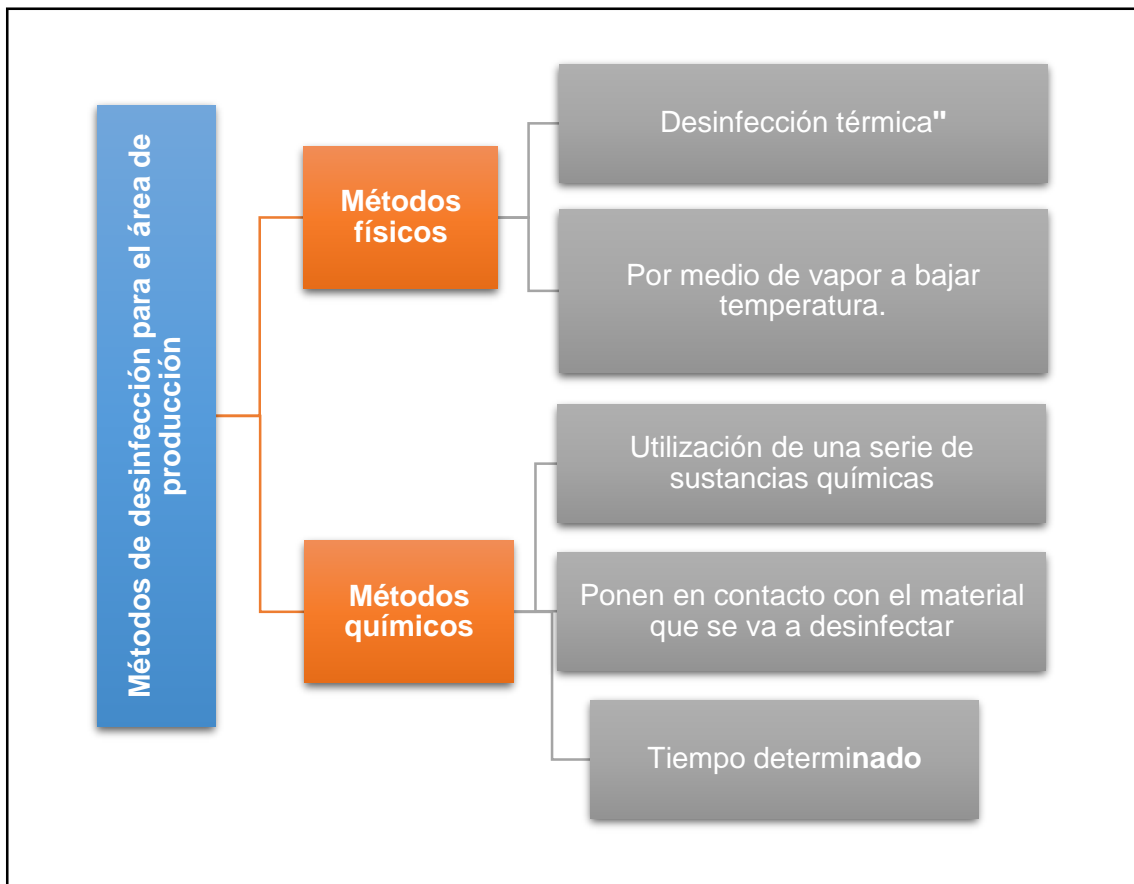 Métodos de desinfección para el área de
producción
Métodos
físicos
Desinfección térmica"
Por medio de vapor a bajar
temperatura.
Métodos
químicos
Utilización de una serie de
sustancias químicas
Ponen en contacto con el material
que se va a desinfectar
Tiempo determinado